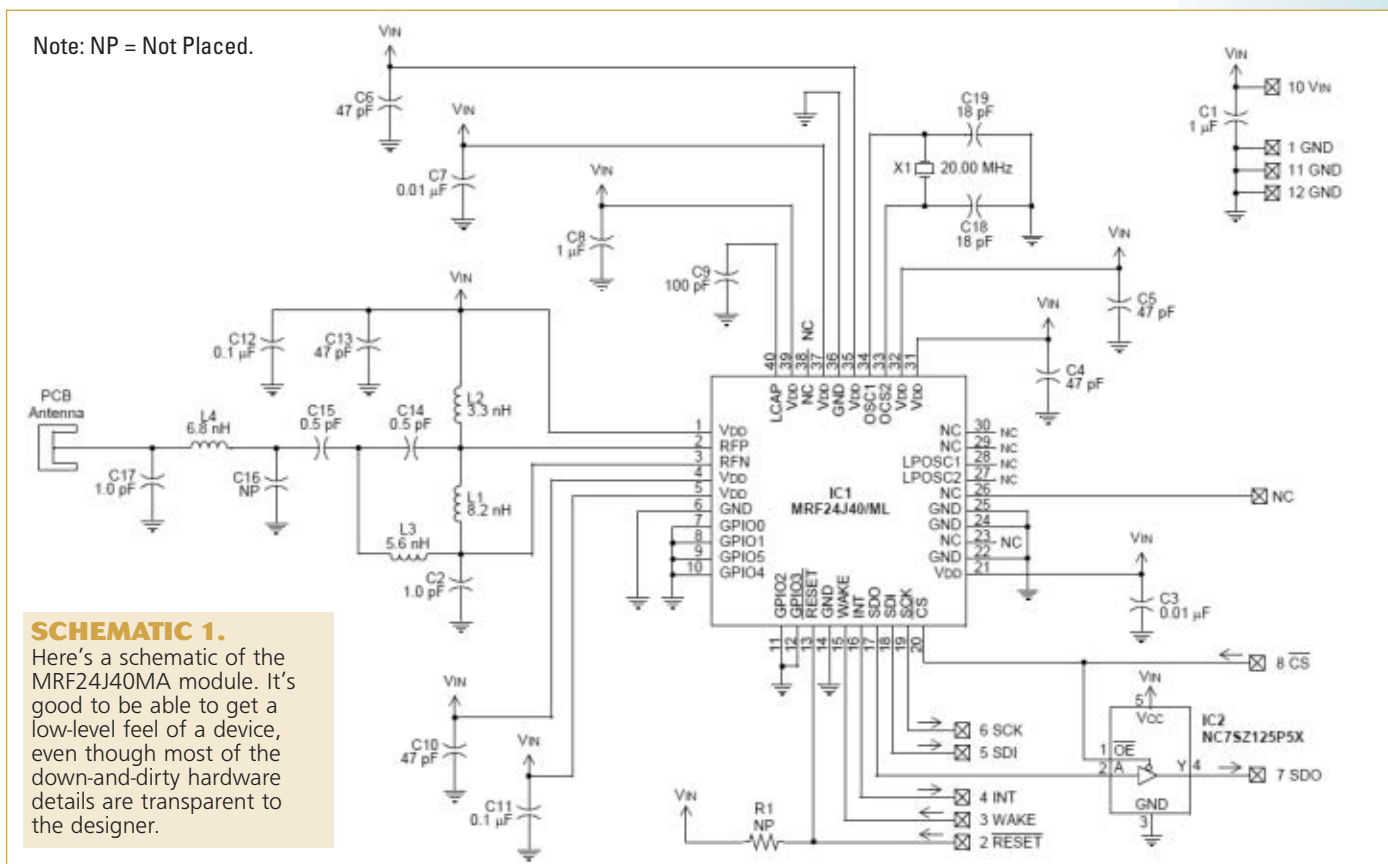 Note: NP = Not Placed.
VIN
C6
47 pF
VIN
C7
0.01 µF
VIN
C8
1 µF
C9
100 pF
C19
18 pF
X1
20.00 MHz
C18
18 pF
VIN
10 VIN
C1
1 µF
1 GND
11 GND
12 GND
VIN
C5
47 pF
VIN
C4
47 pF
VIN
C12
0.1 µF
C13
47 pF
PCB
Antenna
L4
6.8 nH
C15
0.5 pF
C14
0.5 pF
L2
3.3 nH
C17
1.0 pF
C16
NP
L1
8.2 nH
L3
5.6 nH
C2
1.0 pF
40 39 38 37 36 35 34 33 32 31
NC
LCAP VDD NC VDD GND VDD OSC1 OCS2 VDD VDD
1 VDD
2 RFP
3 RFN
4 VDD
5 VDD
6 GND
7 GPIO0
8 GPIO1
9 GPIO5
10 GPIO4
IC1
MRF24J40/ML
NC 30 NC
NC 29 NC
LPOSC1 28 NC
LPOSC2 27 NC
NC 26
NC
GND 25
GND 24
NC 23 NC
GND 22
VDD 21
GPIO2 GPIO3 RESET GND WAKE INT SDO SDI SCK CS
11 12 13 14 15 16 17 18 19 20
VIN
C3
0.01 µF
8 CS
VIN
5
VCC
IC2
NC7SZ125P5X
1 OE
2 A
Y 4
7 SDO
GND
3
6 SCK
5 SDI
4 INT
3 WAKE
2 RESET
VIN
R1
NP
VIN
C10
47 pF
VIN
C11
0.1 µF
SCHEMATIC 1.
Here's a schematic of the
MRF24J40MA module. It's
good to be able to get a
low-level feel of a device,
even though most of the
down-and-dirty hardware
details are transparent to
the designer.